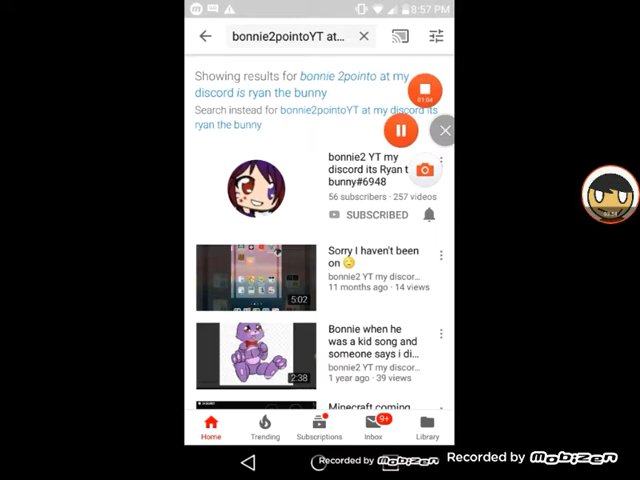 8:57 PM
bonnie2pointoYT at...
Showing results for bonnie 2pointo at my
discord is ryan the bunny
Search instead for bonnie2pointoYT at my discord its
ryan the bunny
01:04
bonnie2 YT my
discord its Ryan t
bunny#6948
56 subscribers · 257 videos
SUBSCRIBED
Sorry I haven't been
on 😳
bonnie2 YT my discor...
11 months ago · 14 views
5:02
Bonnie when he
was a kid song and
someone says i di...
bonnie2 YT my discor...
1 year ago · 39 views
2:38
Minecraft coming
9+
Home Trending Subscriptions Inbox Library
Recorded by MOBIZEN
Recorded by MOBIZEN